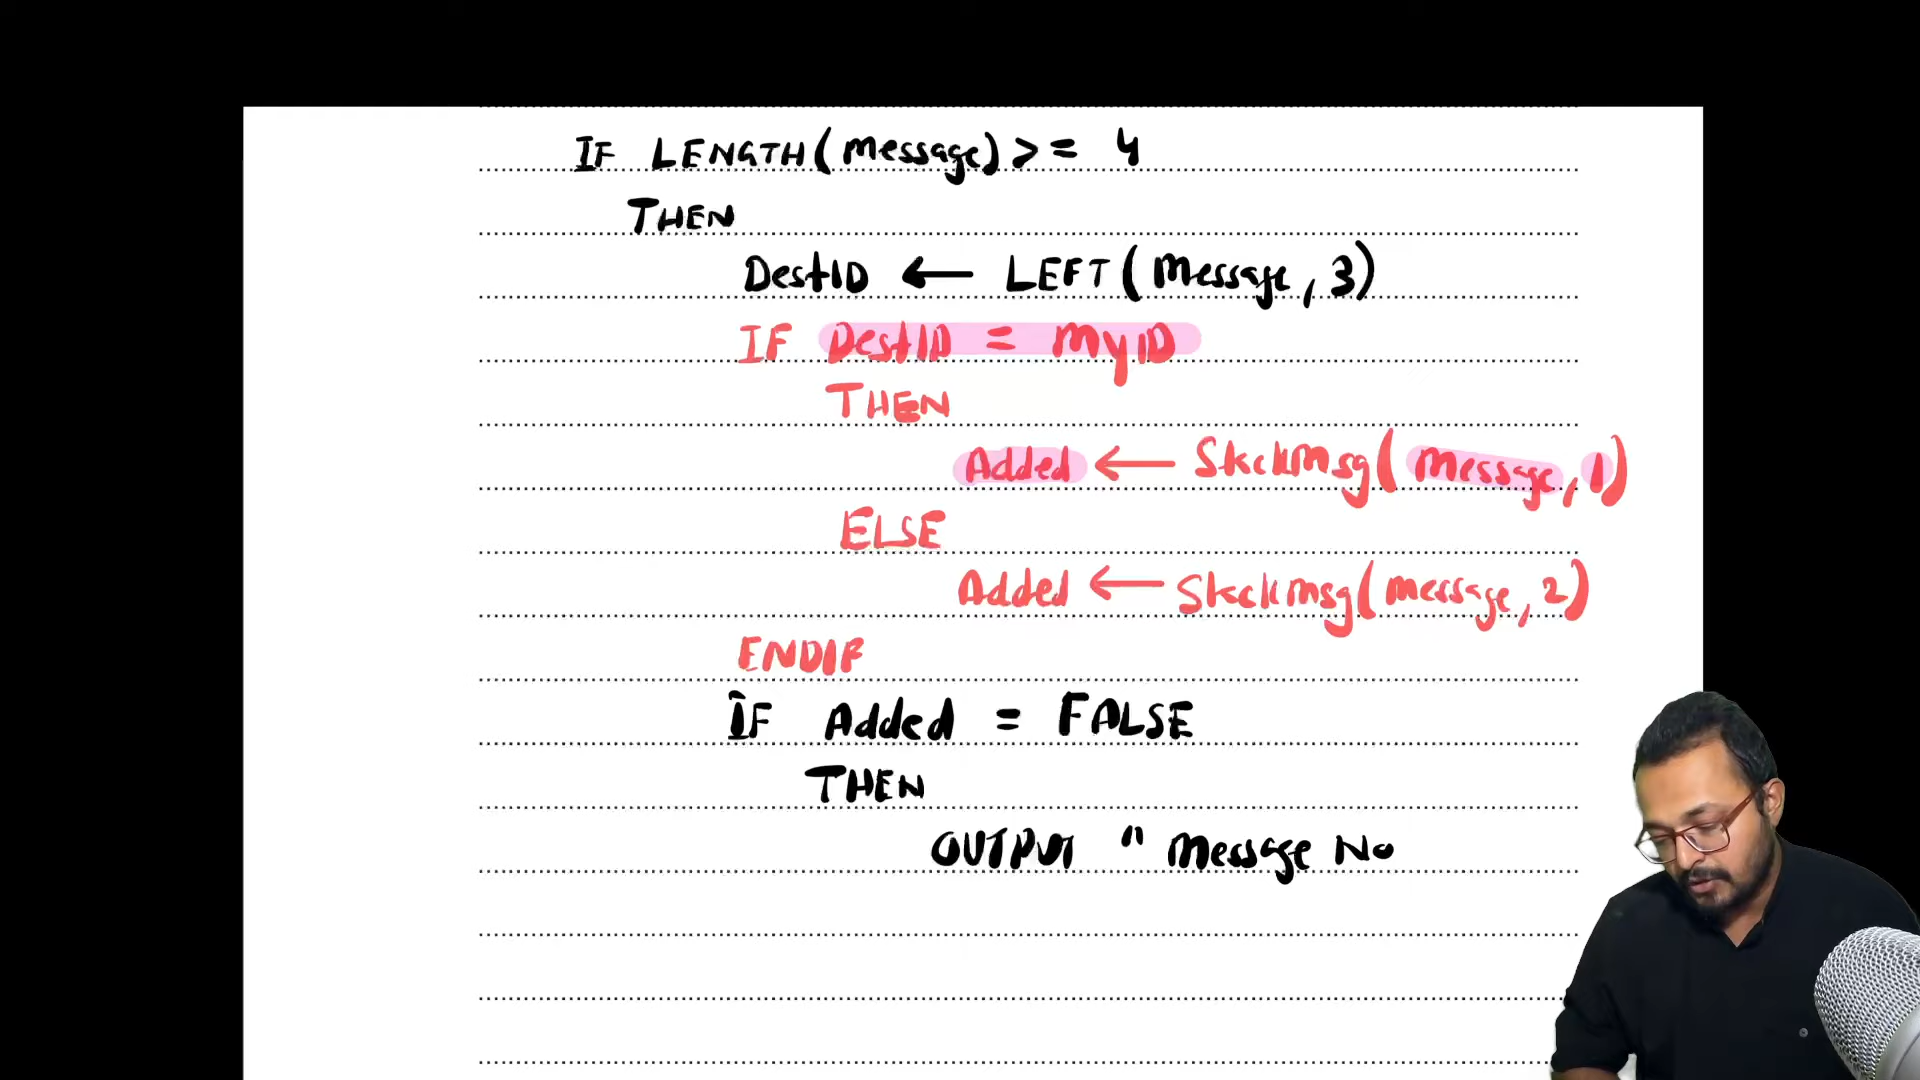 IF LENGTH(Message) >= 4
THEN
DestID ← LEFT(Message, 3)
IF DestID = MyID
THEN
Added ← StackMsg(Message, 1)
ELSE
Added ← StackMsg(Message, 2)
ENDIF
IF Added = FALSE
THEN
OUTPUT " Message No